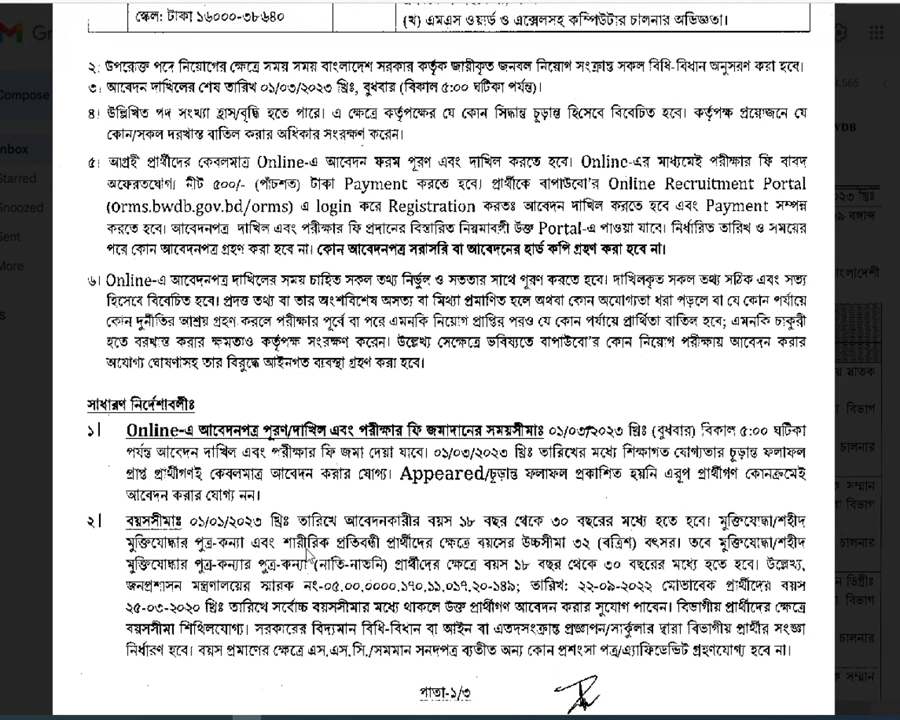 স্কেল: টাকা ১৬০০০-৩৮৬৪০
(খ) এমএস ওয়ার্ড ও এক্সেলসহ কম্পিউটার চালনার অভিজ্ঞতা।
২। উপরোক্ত পদে নিয়োগের ক্ষেত্রে সময় সময় বাংলাদেশ সরকার কর্তৃক জারীকৃত জনবল নিয়োগ সংক্রান্ত সকল বিধি-বিধান অনুসরণ করা হবে।
৩। আবেদন দাখিলের শেষ তারিখ ০১/০৩/২০২৩ খ্রিঃ, বুধবার (বিকাল ৫:০০ ঘটিকা পর্যন্ত)।
৪। উল্লিখিত পদ সংখ্যা হ্রাস/বৃদ্ধি হতে পারে। এ ক্ষেত্রে কর্তৃপক্ষের যে কোন সিদ্ধান্ত চূড়ান্ত হিসেবে বিবেচিত হবে। কর্তৃপক্ষ প্রয়োজনে যে
কোন/সকল দরখাস্ত বাতিল করার অধিকার সংরক্ষণ করেন।
৫। আগ্রহী প্রার্থীদের কেবলমাত্র Online-এ আবেদন ফরম পূরণ এবং দাখিল করতে হবে। Online-এর মাধ্যমেই পরীক্ষার ফি বাবদ
অফেরতযোগ্য নীট ৫০০/- (পাঁচশত) টাকা Payment করতে হবে। প্রার্থীকে বাপাউবো'র Online Recruitment Portal
(orms.bwdb.gov.bd/orms) এ login করে Registration করতঃ আবেদন দাখিল করতে হবে এবং Payment সম্পন্ন
করতে হবে। আবেদনপত্র দাখিল এবং পরীক্ষার ফি প্রদানের বিস্তারিত নিয়মাবলী উক্ত Portal-এ পাওয়া যাবে। নির্ধারিত তারিখ ও সময়ের
পরে কোন আবেদনপত্র গ্রহণ করা হবে না। কোন আবেদনপত্র সরাসরি বা আবেদনের হার্ড কপি গ্রহণ করা হবে না।
৬। Online-এ আবেদনপত্র দাখিলের সময় চাহিত সকল তথ্য নির্ভুল ও সততার সাথে পূরণ করতে হবে। দাখিলকৃত সকল তথ্য সঠিক এবং সত্য
হিসেবে বিবেচিত হবে। প্রদত্ত তথ্য বা তার অংশবিশেষ অসত্য বা মিথ্যা প্রমাণিত হলে অথবা কোন অযোগ্যতা ধরা পড়লে বা যে কোন পর্যায়ে
কোন দুর্নীতির আশ্রয় গ্রহণ করলে পরীক্ষার পূর্বে বা পরে এমনকি নিয়োগ প্রাপ্তির পরও যে কোন পর্যায়ে প্রার্থিতা বাতিল হবে; এমনকি চাকুরী
হতে বরখাস্ত করার ক্ষমতাও কর্তৃপক্ষ সংরক্ষণ করেন। উল্লেখ্য সেক্ষেত্রে ভবিষ্যতে বাপাউবো'র কোন নিয়োগ পরীক্ষায় আবেদন করার
অযোগ্য ঘোষণাসহ তার বিরুদ্ধে আইনগত ব্যবস্থা গ্রহণ করা হবে।
সাধারণ নির্দেশাবলীঃ
১। Online-এ আবেদনপত্র পূরণ/দাখিল এবং পরীক্ষার ফি জমাদানের সময়সীমাঃ ০১/০৩/২০২৩ খ্রিঃ (বুধবার) বিকাল ৫:০০ ঘটিকা
পর্যন্ত আবেদন দাখিল এবং পরীক্ষার ফি জমা দেয়া যাবে। ০১/০৩/২০২৩ খ্রিঃ তারিখের মধ্যে শিক্ষাগত যোগ্যতার চূড়ান্ত ফলাফল
প্রাপ্ত প্রার্থীগণই কেবলমাত্র আবেদন করার যোগ্য। Appeared/চূড়ান্ত ফলাফল প্রকাশিত হয়নি এরূপ প্রার্থীগণ কোনক্রমেই
আবেদন করার যোগ্য নন।
২। বয়সসীমাঃ ০১/০১/২০২৩ খ্রিঃ তারিখে আবেদনকারীর বয়স ১৮ বছর থেকে ৩০ বছরের মধ্যে হতে হবে। মুক্তিযোদ্ধা/শহীদ
মুক্তিযোদ্ধার পুত্র-কন্যা এবং শারীরিক প্রতিবন্ধী প্রার্থীদের ক্ষেত্রে বয়সের উচ্চসীমা ৩২ (বত্রিশ) বৎসর। তবে মুক্তিযোদ্ধা/শহীদ
মুক্তিযোদ্ধার পুত্র-কন্যার পুত্র-কন্যা (নাতি-নাতনি) প্রার্থীদের ক্ষেত্রে বয়স ১৮ বছর থেকে ৩০ বছরের মধ্যে হতে হবে। উল্লেখ্য,
জনপ্রশাসন মন্ত্রণালয়ের স্মারক নং-০৫.০০.০০০০.১৭০.১১.০১৭.২০-১৪৯; তারিখ: ২২-০৯-২০২২ মোতাবেক প্রার্থীদের বয়স
২৫-০৩-২০২০ খ্রিঃ তারিখে সর্বোচ্চ বয়সসীমার মধ্যে থাকলে উক্ত প্রার্থীগণ আবেদন করার সুযোগ পাবেন। বিভাগীয় প্রার্থীদের ক্ষেত্রে
বয়সসীমা শিথিলযোগ্য। সরকারের বিদ্যমান বিধি-বিধান বা আইন বা এতদসংক্রান্ত প্রজ্ঞাপন/সার্কুলার দ্বারা বিভাগীয় প্রার্থীর সংজ্ঞা
নির্ধারণ হবে। বয়স প্রমাণের ক্ষেত্রে এস.এস.সি./সমমান সনদপত্র ব্যতীত অন্য কোন প্রশংসা পত্র/এ্যাফিডেভিট গ্রহণযোগ্য হবে না।
পাতা-১/৩